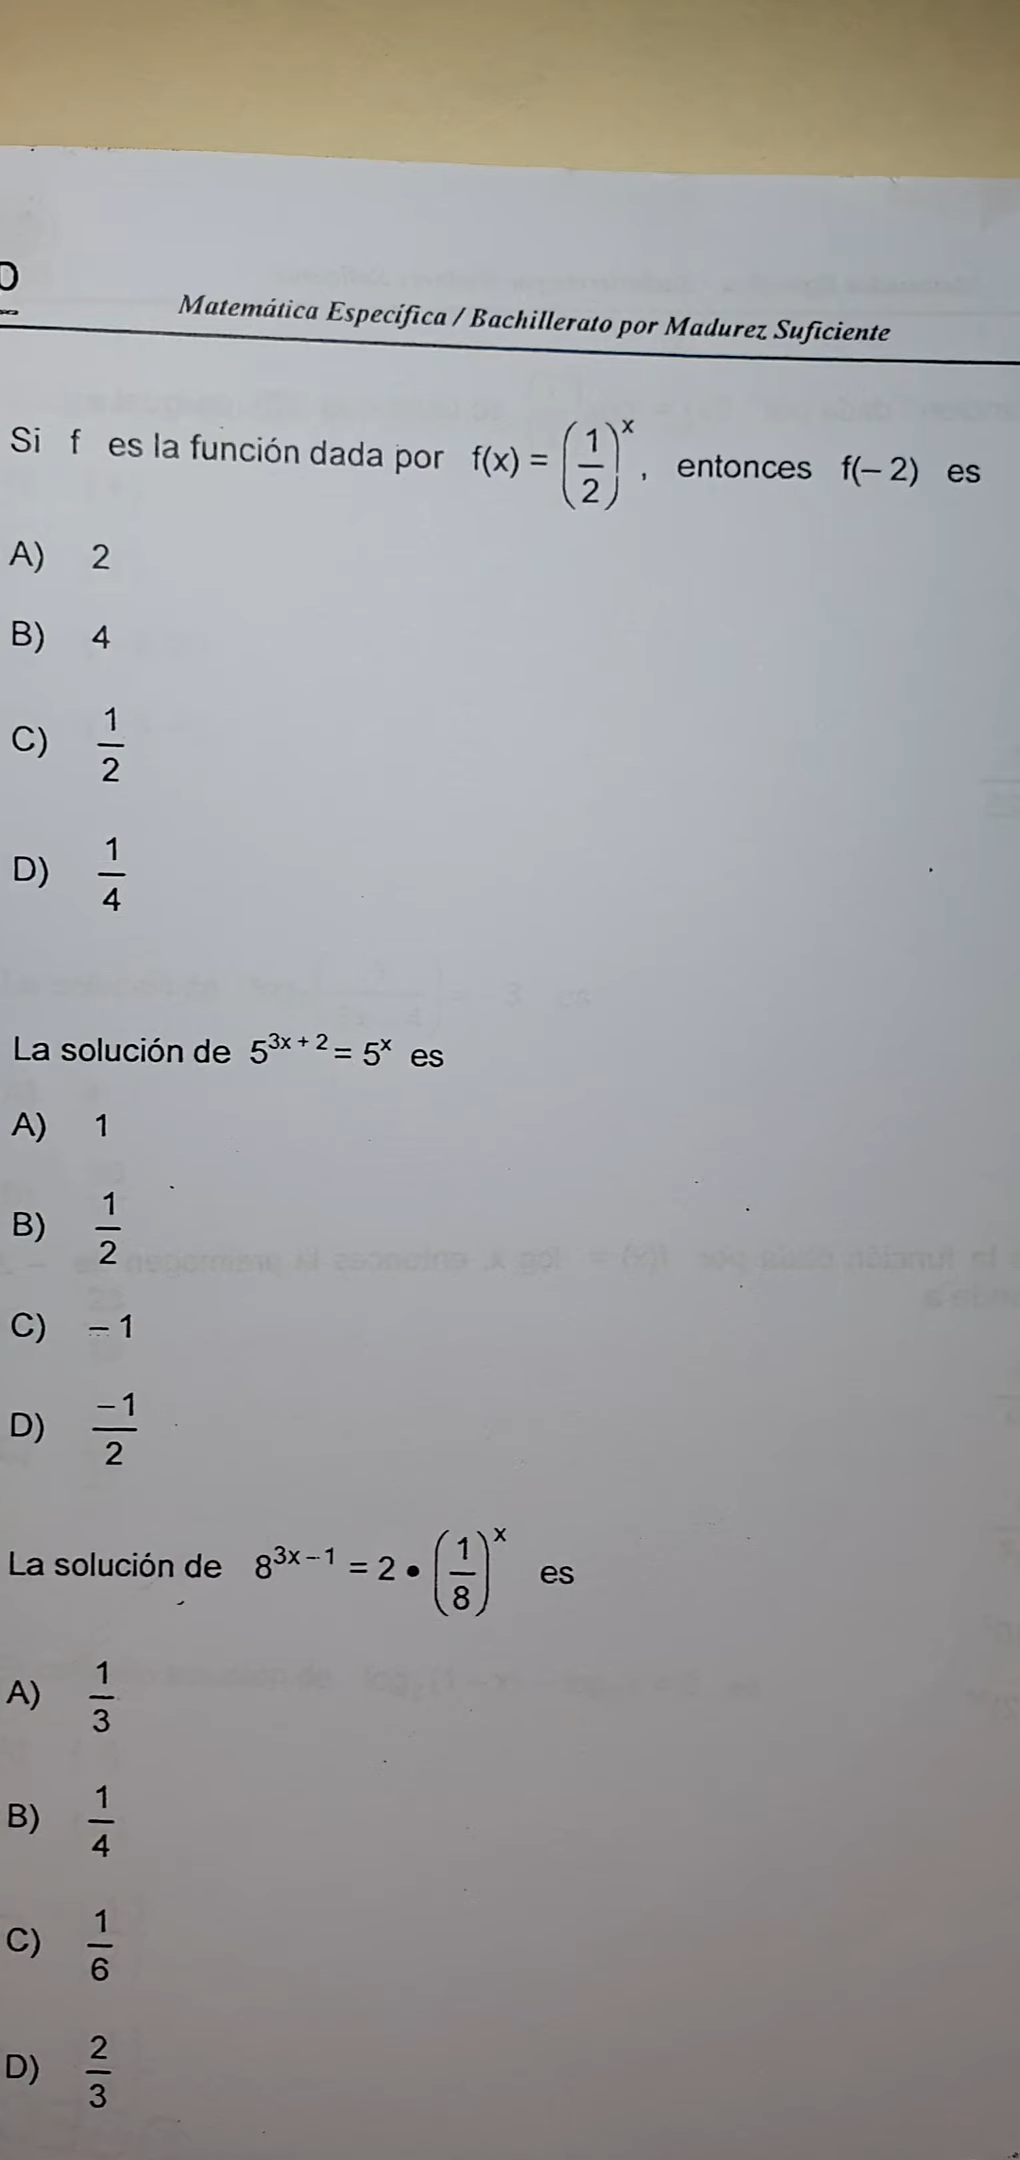 O
Matemática Específica / Bachillerato por Madurez Suficiente
Si f es la función dada por f(x) = (1/2)^x, entonces f(– 2) es
A) 2
B) 4
C) 1/2
D) 1/4
La solución de 5^(3x + 2) = 5^x es
A) 1
B) 1/2
C) – 1
D) –1/2
La solución de 8^(3x – 1) = 2 • (1/8)^x es
A) 1/3
B) 1/4
C) 1/6
D) 2/3